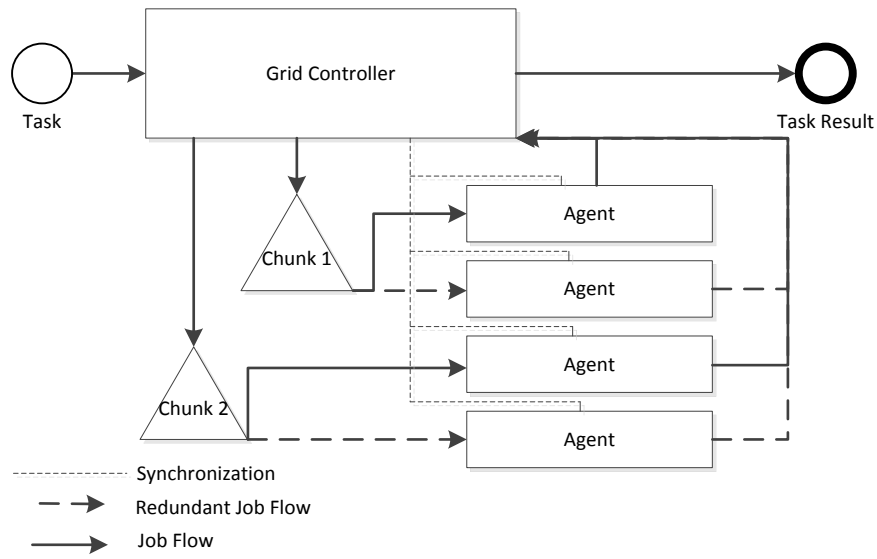 Grid Controller
Task
Task Result
Agent
Chunk 1
Agent
Agent
Chunk 2
Agent
Synchronization
Redundant Job Flow
Job Flow